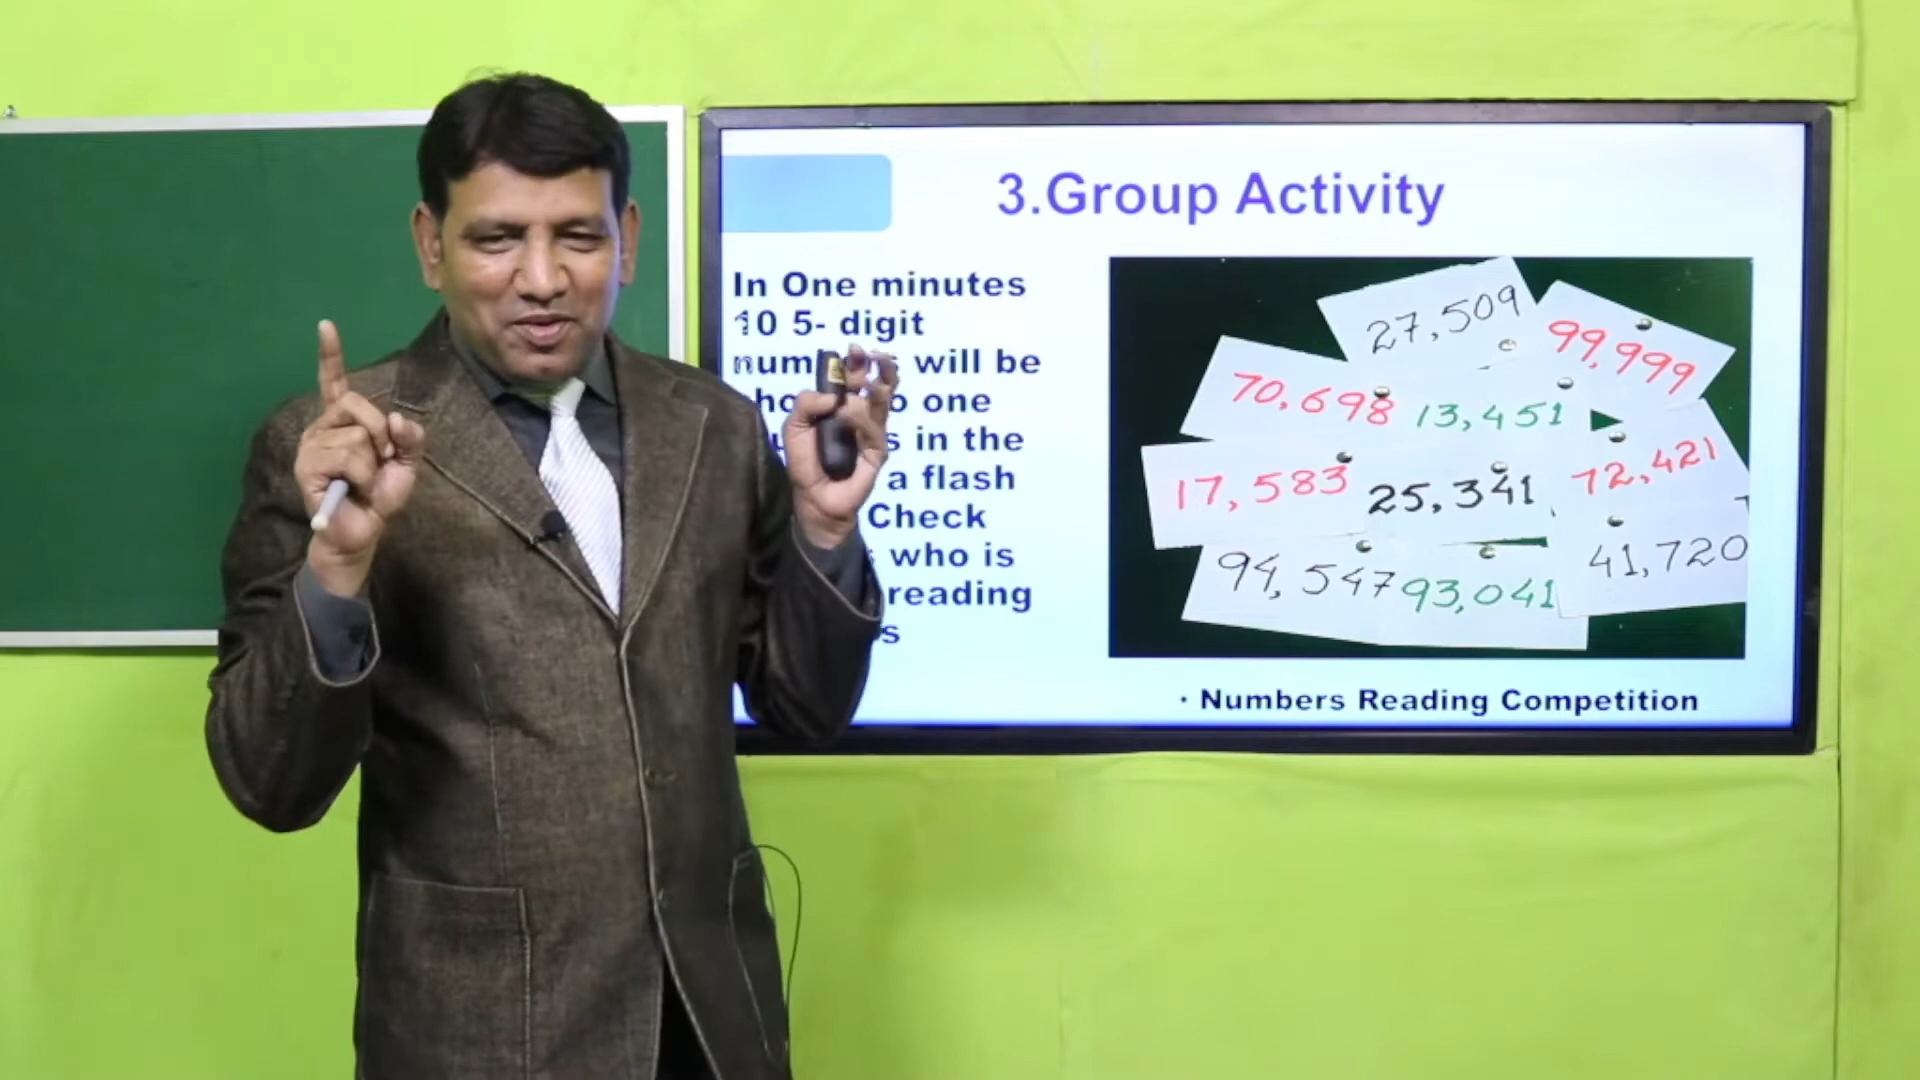 3.Group Activity
In One minutes
10 5- digit
will be
one
in the
a flash
Check
who is
reading
27,509
99,999
70,698
13,451
17,583
25,341
72,421
94,547
93,041
41,720
· Numbers Reading Competition